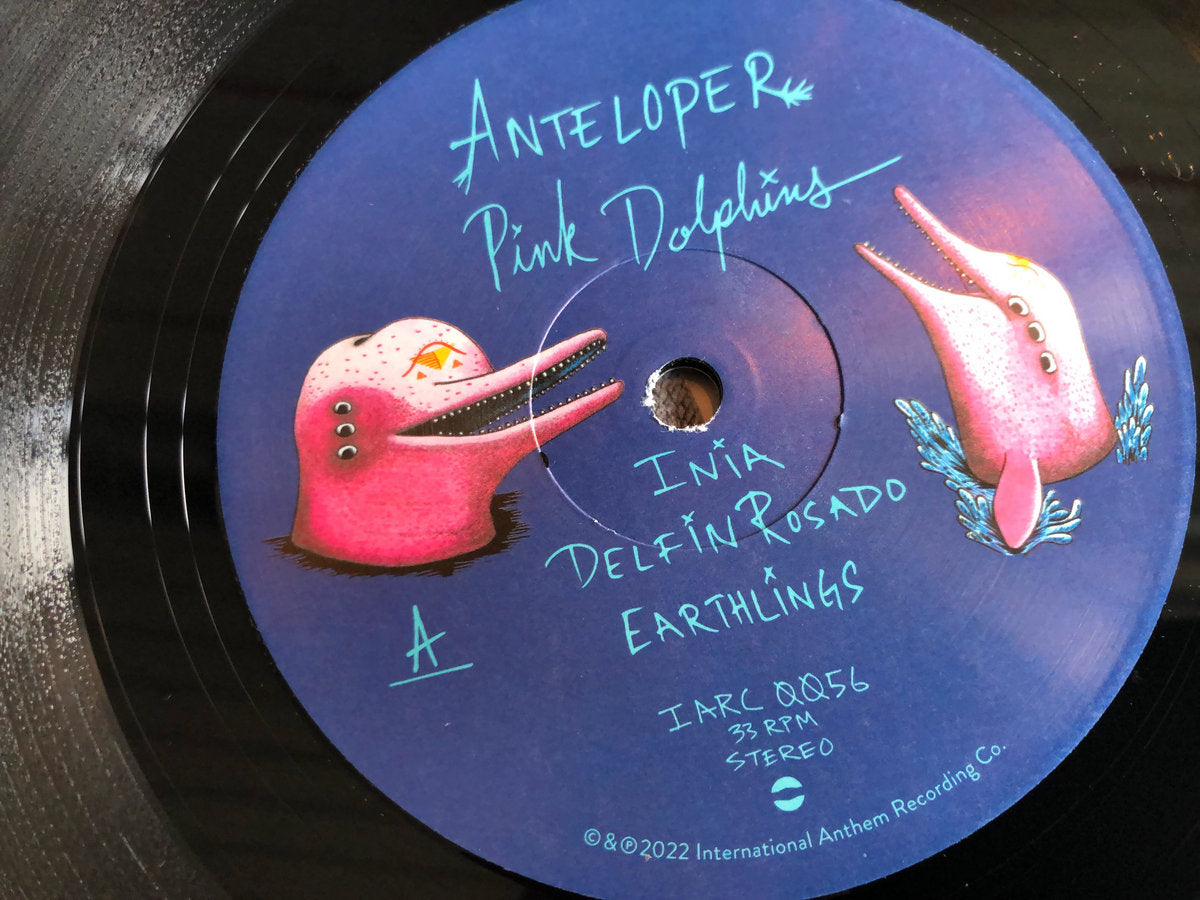 ANTELOPER
Pink Dolphins
INIA
DELFIN ROSADO
EARTHLINGS
A
IARC 0056
33 RPM
STEREO
©&℗2022 International Anthem Recording Co.